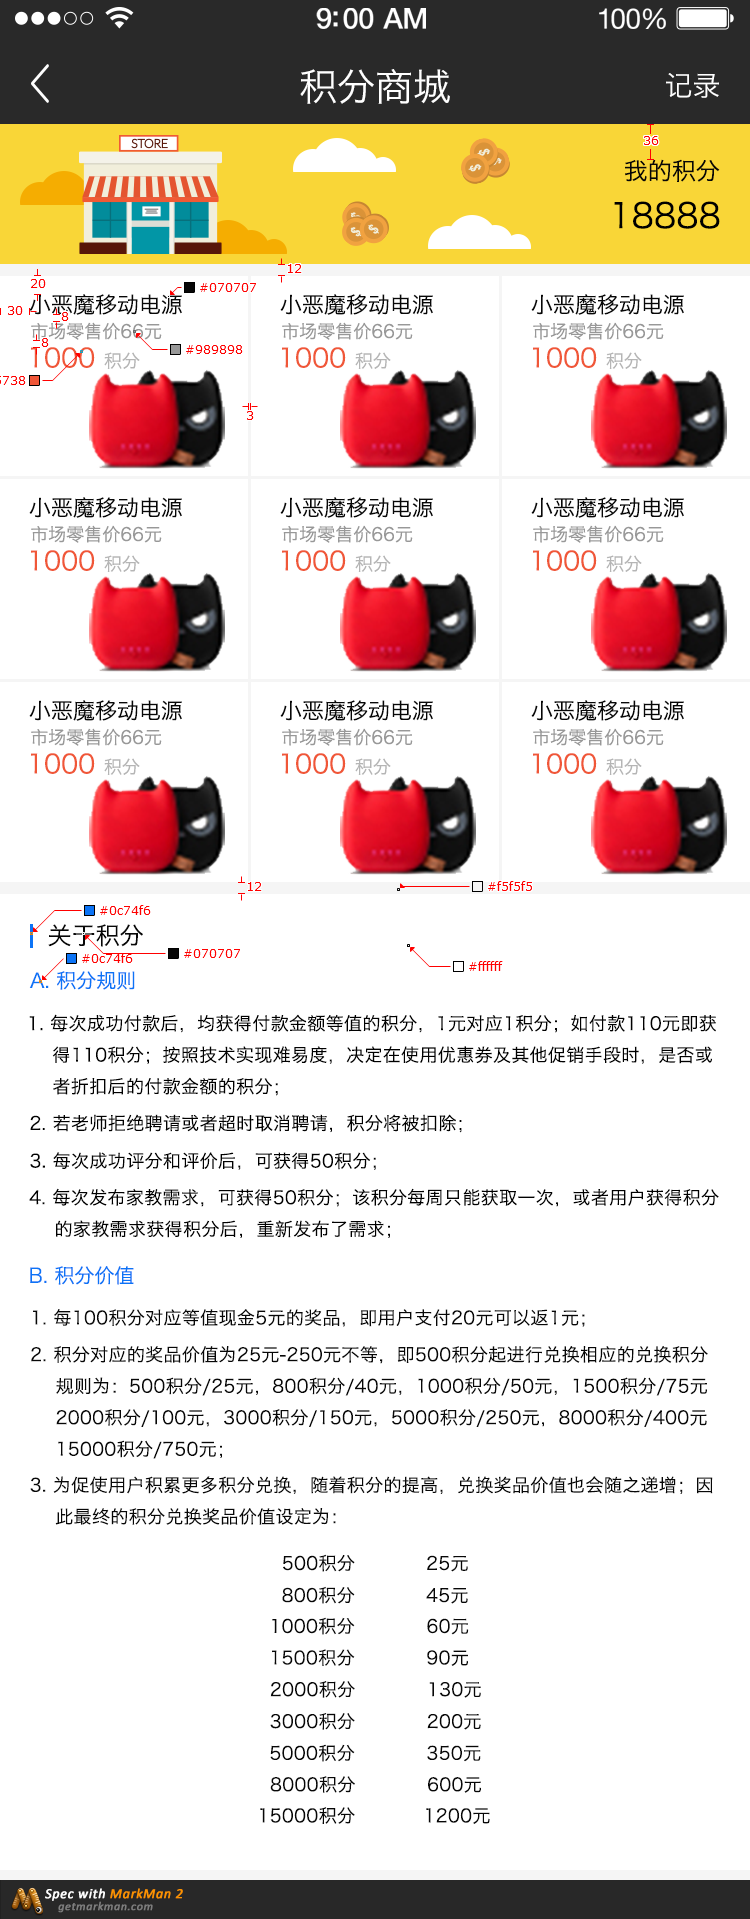 9:00 AM 100%
积分商城 记录
STORE
36
我的积分
18888
12
20
#070707
小恶魔移动电源 小恶魔移动电源 小恶魔移动电源
30
8
市场零售价66元 市场零售价66元 市场零售价66元
8
#989898
1000 积分 1000 积分 1000 积分
5738
3
小恶魔移动电源 小恶魔移动电源 小恶魔移动电源
市场零售价66元 市场零售价66元 市场零售价66元
1000 积分 1000 积分 1000 积分
小恶魔移动电源 小恶魔移动电源 小恶魔移动电源
市场零售价66元 市场零售价66元 市场零售价66元
1000 积分 1000 积分 1000 积分
12 #f5f5f5
#0c74f6
关于积分
#070707
#0c74f6
#ffffff
A. 积分规则
1. 每次成功付款后，均获得付款金额等值的积分，1元对应1积分；如付款110元即获
得110积分；按照技术实现难易度，决定在使用优惠券及其他促销手段时，是否或
者折扣后的付款金额的积分；
2. 若老师拒绝聘请或者超时取消聘请，积分将被扣除；
3. 每次成功评分和评价后，可获得50积分；
4. 每次发布家教需求，可获得50积分；该积分每周只能获取一次，或者用户获得积分
的家教需求获得积分后，重新发布了需求；
B. 积分价值
1. 每100积分对应等值现金5元的奖品，即用户支付20元可以返1元；
2. 积分对应的奖品价值为25元-250元不等，即500积分起进行兑换相应的兑换积分
规则为：500积分/25元，800积分/40元，1000积分/50元，1500积分/75元
2000积分/100元，3000积分/150元，5000积分/250元，8000积分/400元
15000积分/750元；
3. 为促使用户积累更多积分兑换，随着积分的提高，兑换奖品价值也会随之递增；因
此最终的积分兑换奖品价值设定为：
500积分 25元
800积分 45元
1000积分 60元
1500积分 90元
2000积分 130元
3000积分 200元
5000积分 350元
8000积分 600元
15000积分 1200元
Spec with MarkMan 2
getmarkman.com